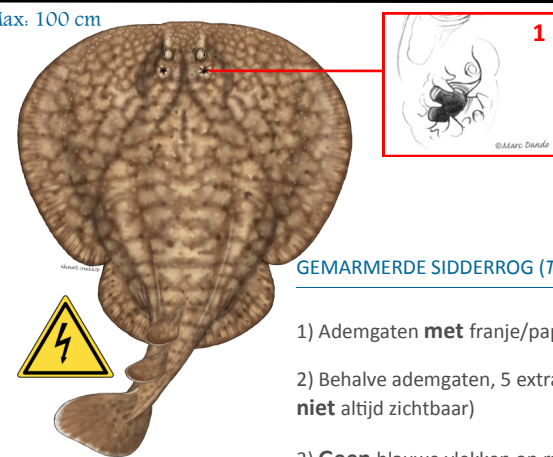 Max: 100 cm
1
©Marc Dando
GEMARMERDE SIDDERROG (T
1) Ademgaten met franje/pap
2) Behalve ademgaten, 5 extra
niet altijd zichtbaar)
3) Geen blauwe vlekken op r